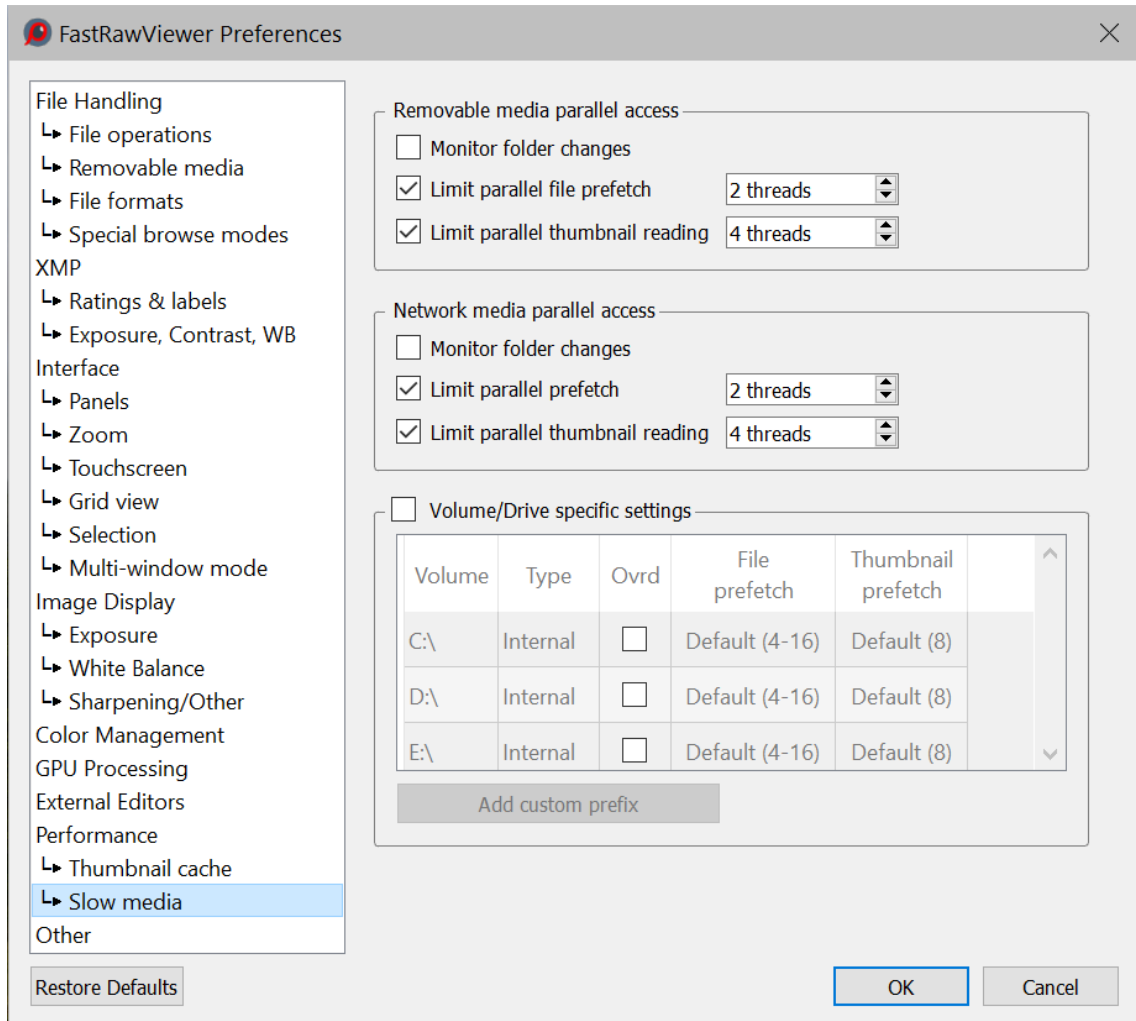 FastRawViewer Preferences
File Handling
File operations
Removable media
File formats
Special browse modes
XMP
Ratings & labels
Exposure, Contrast, WB
Interface
Panels
Zoom
Touchscreen
Grid view
Selection
Multi-window mode
Image Display
Exposure
White Balance
Sharpening/Other
Color Management
GPU Processing
External Editors
Performance
Thumbnail cache
Slow media
Other
Restore Defaults
Removable media parallel access
Monitor folder changes
Limit parallel file prefetch 2 threads
Limit parallel thumbnail reading 4 threads
Network media parallel access
Monitor folder changes
Limit parallel prefetch 2 threads
Limit parallel thumbnail reading 4 threads
Volume/Drive specific settings
Volume Type Ovrd File prefetch Thumbnail prefetch
C:\ Internal Default (4-16) Default (8)
D:\ Internal Default (4-16) Default (8)
E:\ Internal Default (4-16) Default (8)
Add custom prefix
OK Cancel